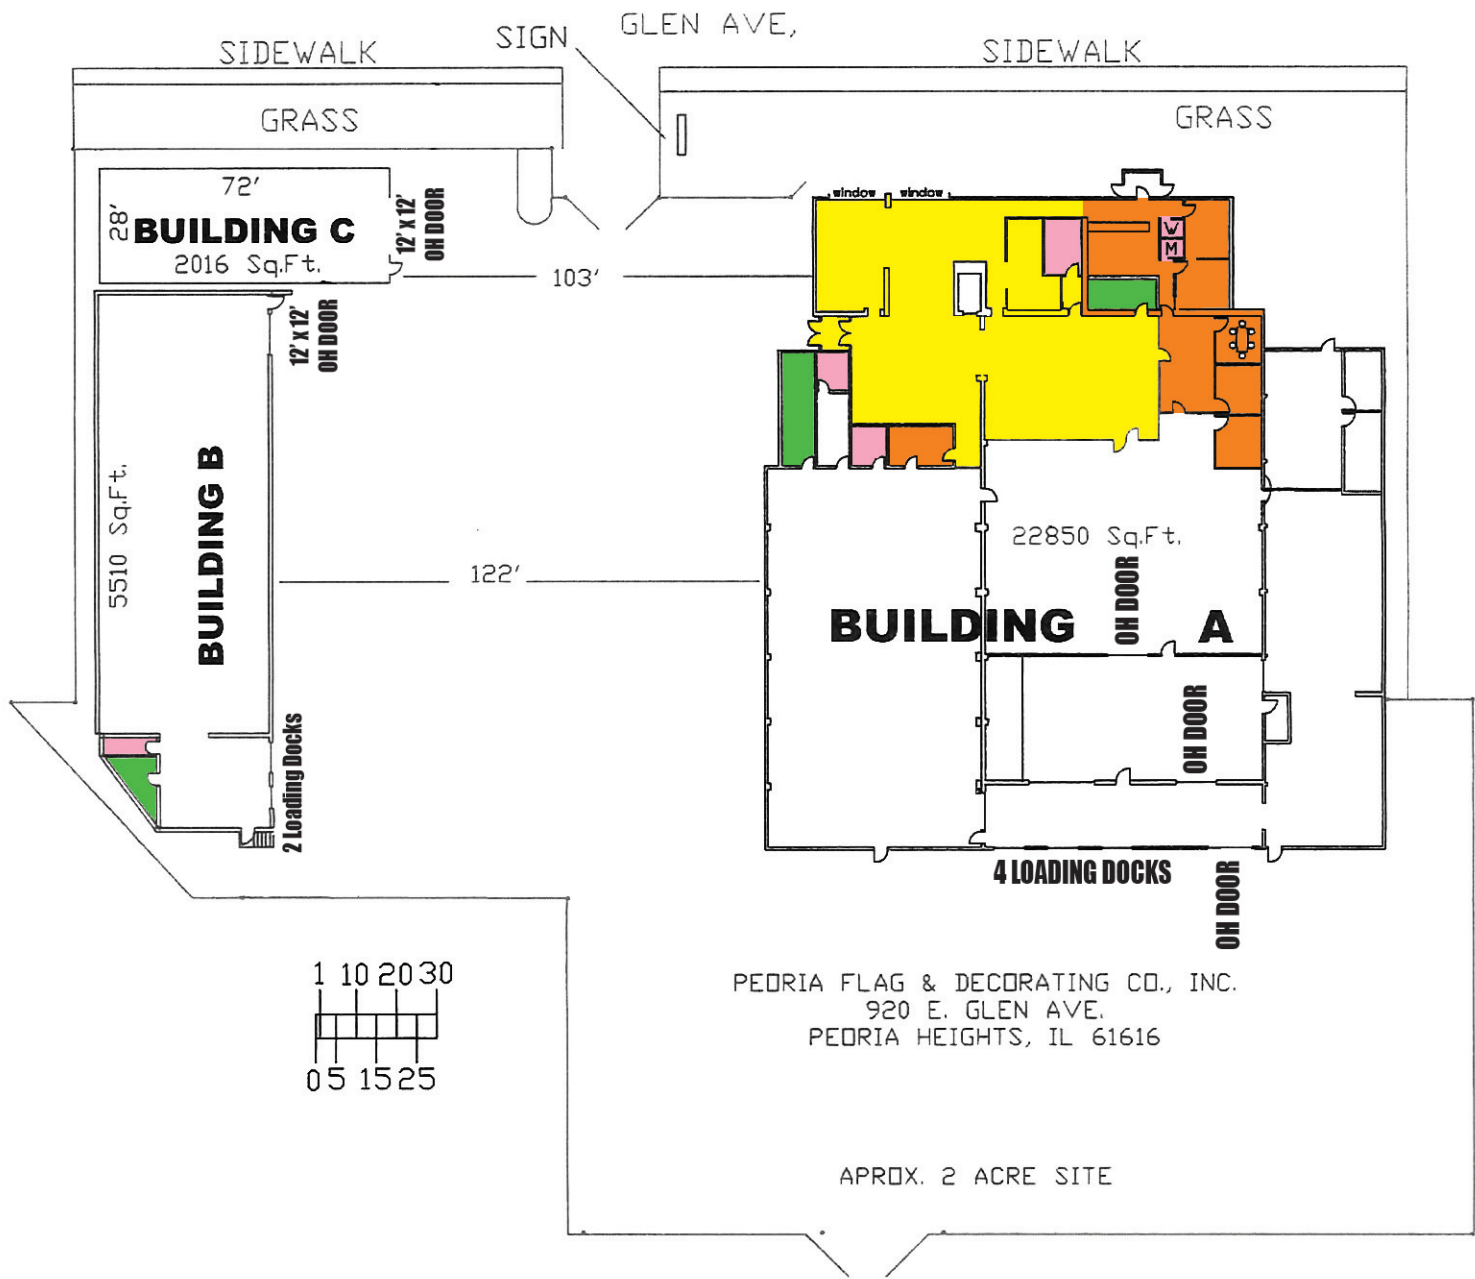 GLEN AVE,
SIGN
SIDEWALK
SIDEWALK
GRASS
GRASS
72'
28'
BUILDING C
2016 Sq.Ft.
12' x 12'
OH DOOR
103'
window
window
W
M
12' x 12'
OH DOOR
5510 Sq.Ft.
BUILDING B
122'
22850 Sq.Ft.
OH DOOR
BUILDING A
OH DOOR
2 Loading Docks
4 LOADING DOCKS
OH DOOR
1 10 20 30
0 5 15 25
PEORIA FLAG & DECORATING CO., INC.
920 E. GLEN AVE.
PEORIA HEIGHTS, IL 61616
APROX. 2 ACRE SITE